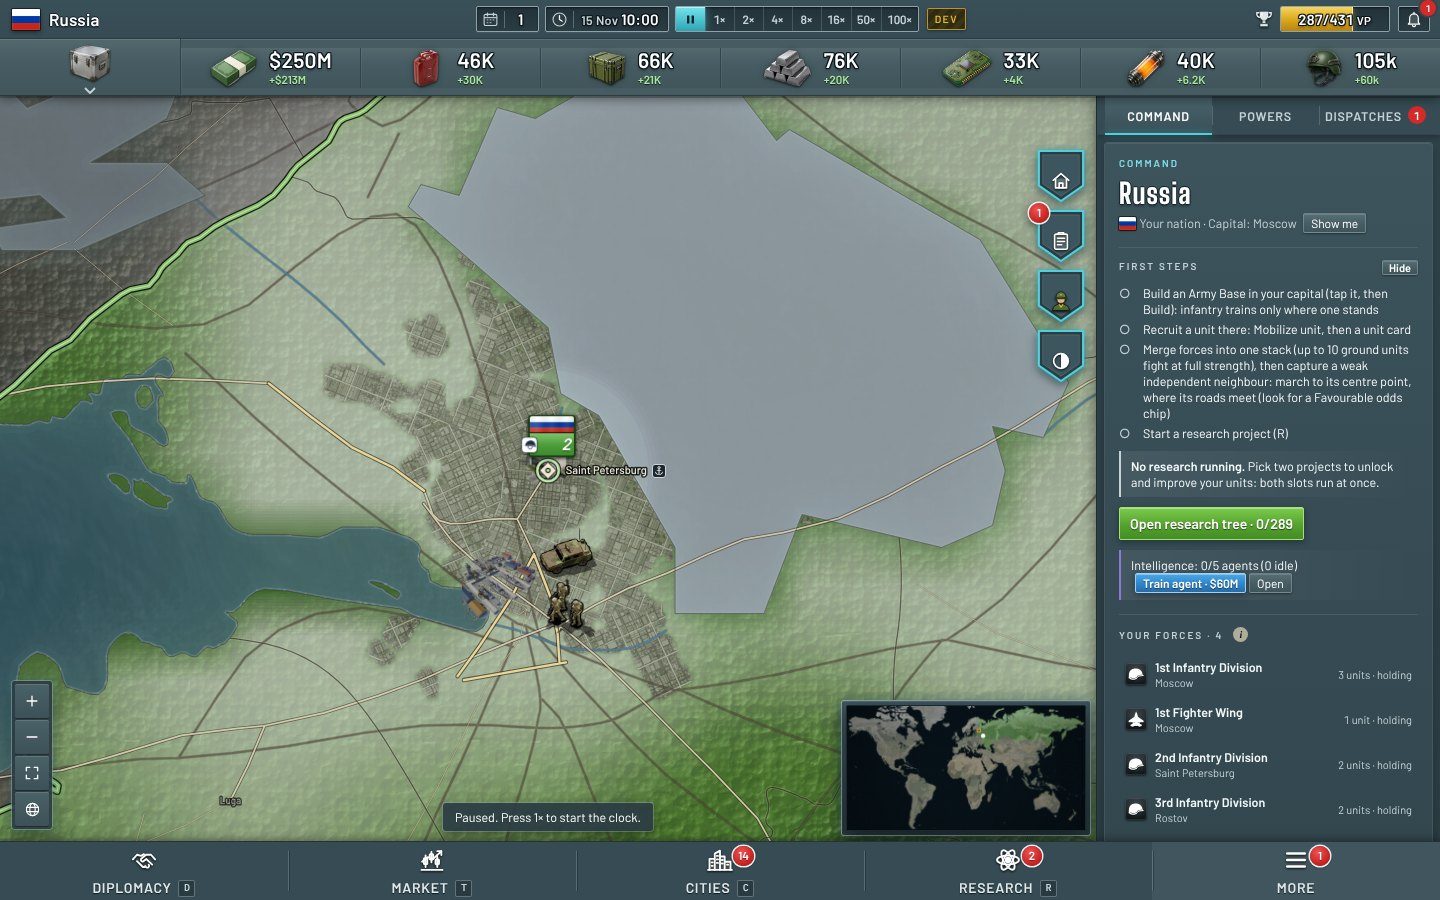 Russia
1
15 Nov 10:00
1×
2×
4×
8×
16×
50×
100×
DEV
287/431 VP
1
$250M
+$213M
46K
+30K
66K
+21K
76K
+20K
33K
+4K
40K
+6.2K
105k
+60k
COMMAND
POWERS
DISPATCHES 1
COMMAND
Russia
Your nation · Capital: Moscow
Show me
FIRST STEPS
Hide
Build an Army Base in your capital (tap it, then
Build): infantry trains only where one stands
Recruit a unit there: Mobilize unit, then a unit card
Merge forces into one stack (up to 10 ground units
fight at full strength), then capture a weak
independent neighbour: march to its centre point,
where its roads meet (look for a Favourable odds
chip)
Start a research project (R)
No research running. Pick two projects to unlock
and improve your units: both slots run at once.
Open research tree · 0/289
Intelligence: 0/5 agents (0 idle)
Train agent · $60M
Open
YOUR FORCES · 4
i
1st Infantry Division
Moscow
3 units · holding
1st Fighter Wing
Moscow
1 unit · holding
2nd Infantry Division
Saint Petersburg
2 units · holding
3rd Infantry Division
Rostov
2 units · holding
1
2
Saint Petersburg
Luga
+
−
Paused. Press 1× to start the clock.
DIPLOMACY D
MARKET T
14
CITIES C
2
RESEARCH R
1
MORE